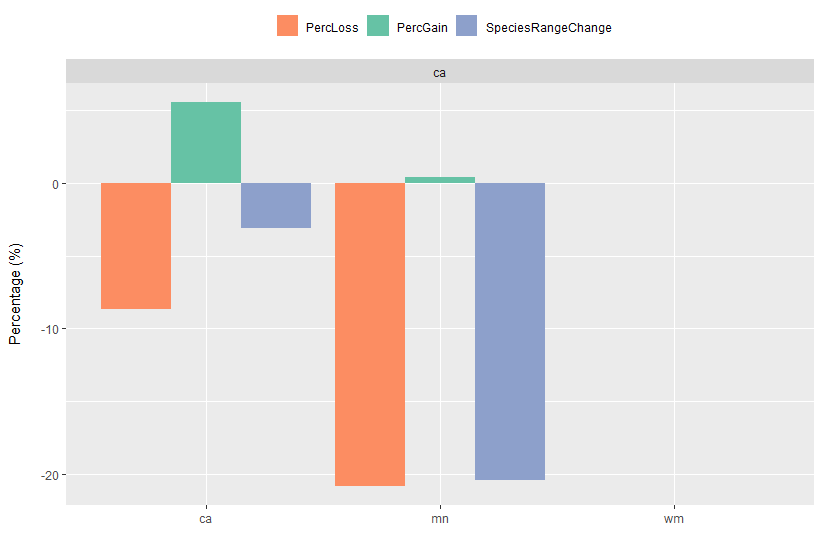 PercLoss PercGain SpeciesRangeChange
ca
Percentage (%)
0
-10
-20
ca mn wm